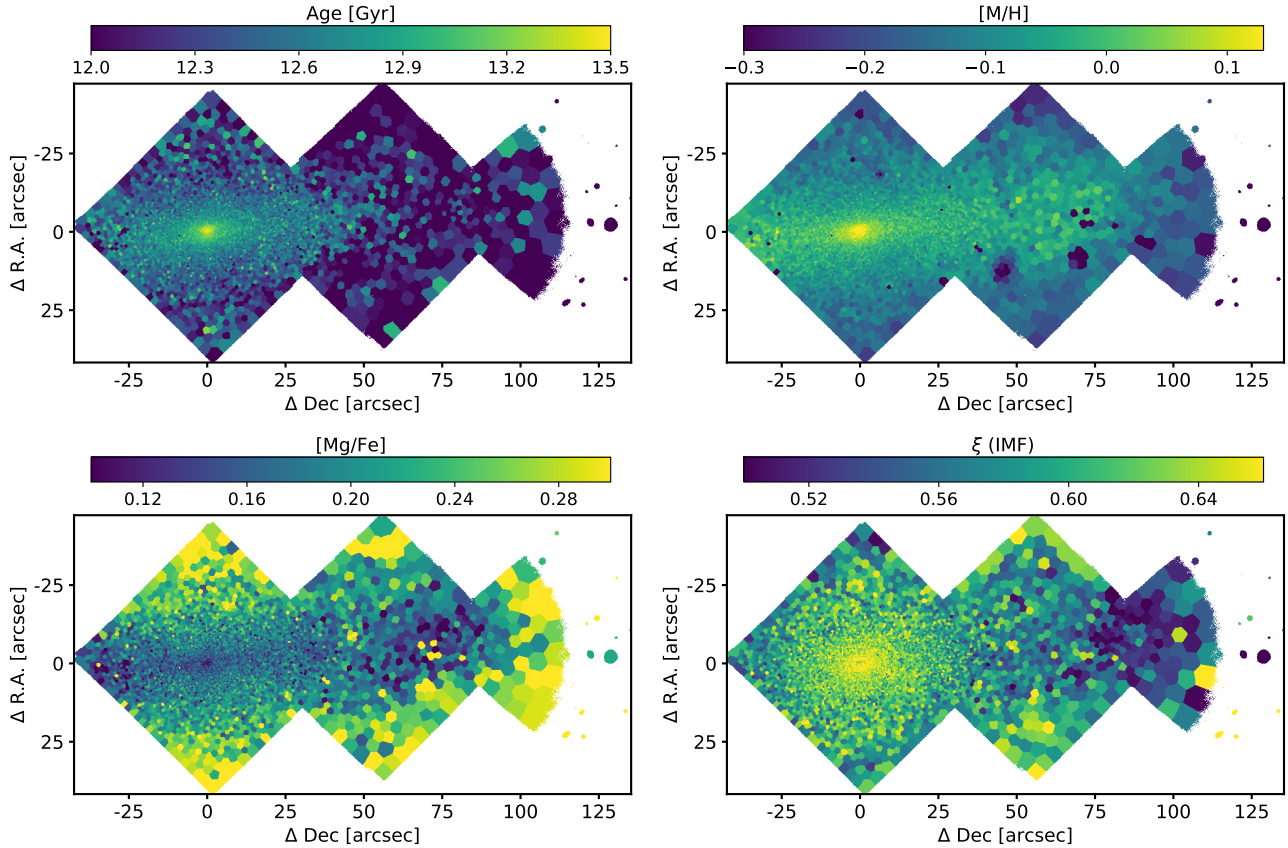 Age [Gyr]
12.0 12.3 12.6 12.9 13.2 13.5
-25
0
25
Δ R.A. [arcsec]
-25 0 25 50 75 100 125
Δ Dec [arcsec]
[M/H]
−0.3 −0.2 −0.1 0.0 0.1
-25
0
25
Δ R.A. [arcsec]
-25 0 25 50 75 100 125
Δ Dec [arcsec]
[Mg/Fe]
0.12 0.16 0.20 0.24 0.28
-25
0
25
Δ R.A. [arcsec]
-25 0 25 50 75 100 125
Δ Dec [arcsec]
ξ (IMF)
0.52 0.56 0.60 0.64
-25
0
25
Δ R.A. [arcsec]
-25 0 25 50 75 100 125
Δ Dec [arcsec]